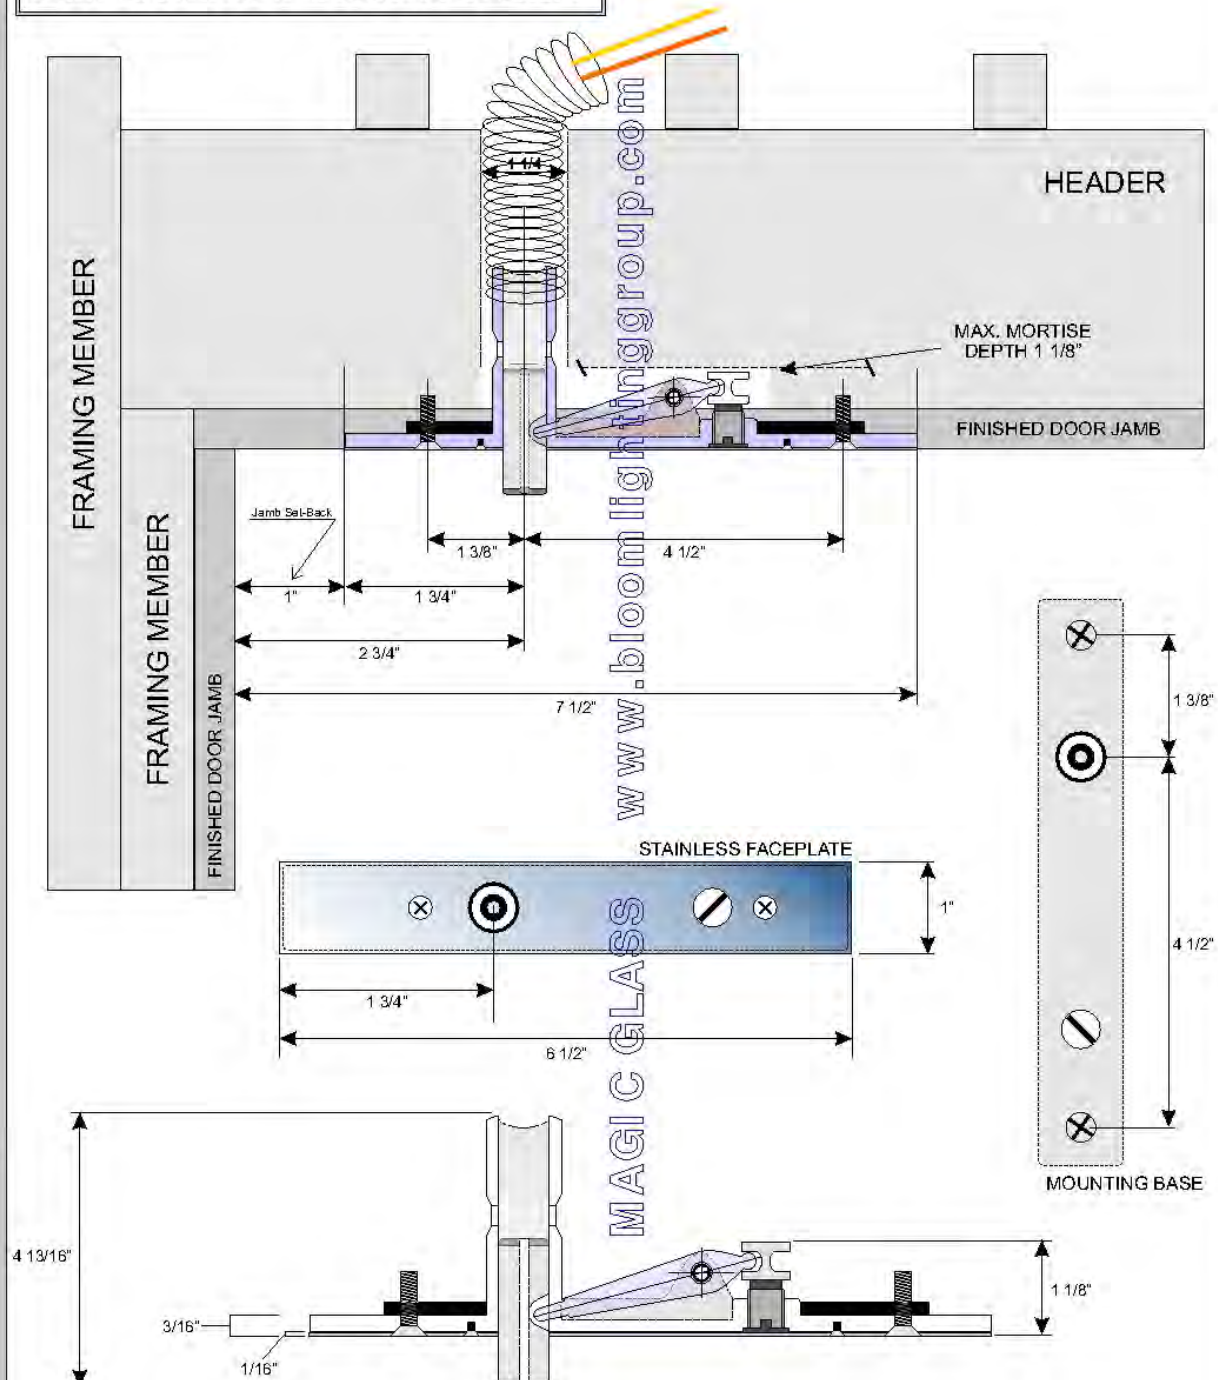 1 1/4
HEADER
FRAMING MEMBER
MAX. MORTISE
DEPTH 1 1/8"
FINISHED DOOR JAMB
FRAMING MEMBER
Jamb Set-Back
1 3/8"
4 1/2"
1"
1 3/4"
2 3/4"
7 1/2"
FINISHED DOOR JAMB
1 3/8"
4 1/2"
MOUNTING BASE
STAINLESS FACEPLATE
1"
1 3/4"
6 1/2"
MAGIC GLASS www.bloomlightinggroup.com
4 13/16"
1 1/8"
3/16"
1/16"